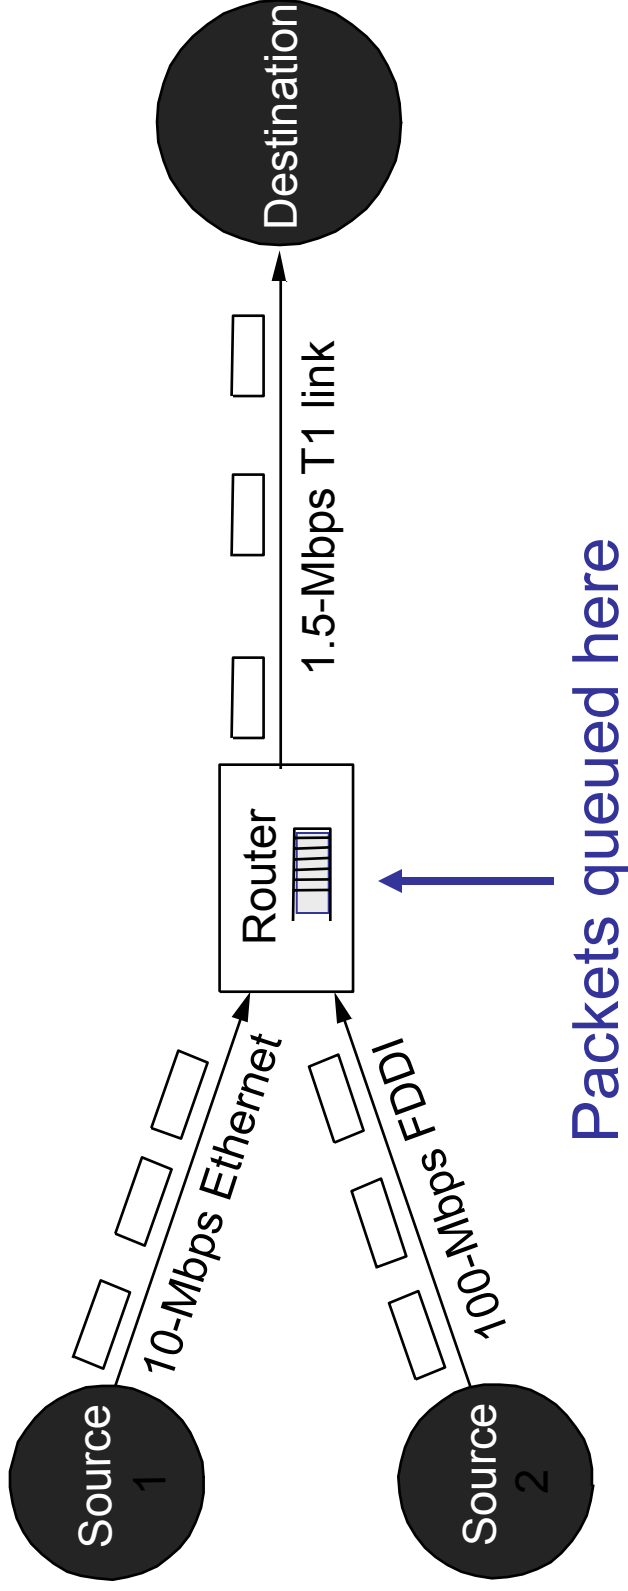 Source
1
10-Mbps Ethernet
Router
1.5-Mbps T1 link
Destination
Source
2
100-Mbps FDDI
Packets queued here